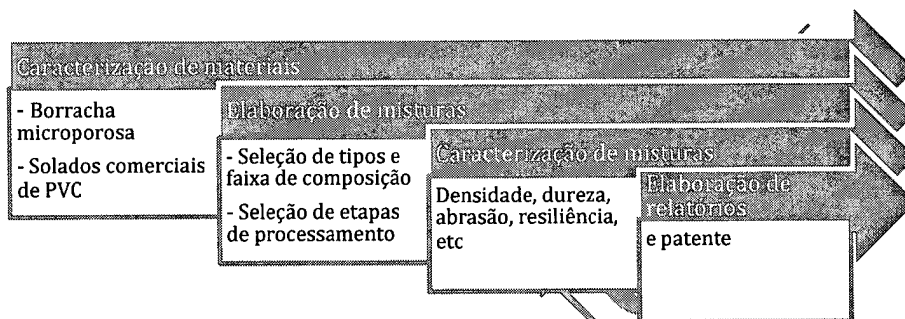 Caracterização de materiais
- Borracha
microporosa
- Solados comerciais
de PVC
Elaboração de misturas
- Seleção de tipos e
faixa de composição
- Seleção de etapas
de processamento
Caracterização de misturas
Densidade, dureza,
abrasão, resiliência,
etc
Elaboração de
relatórios
e patente